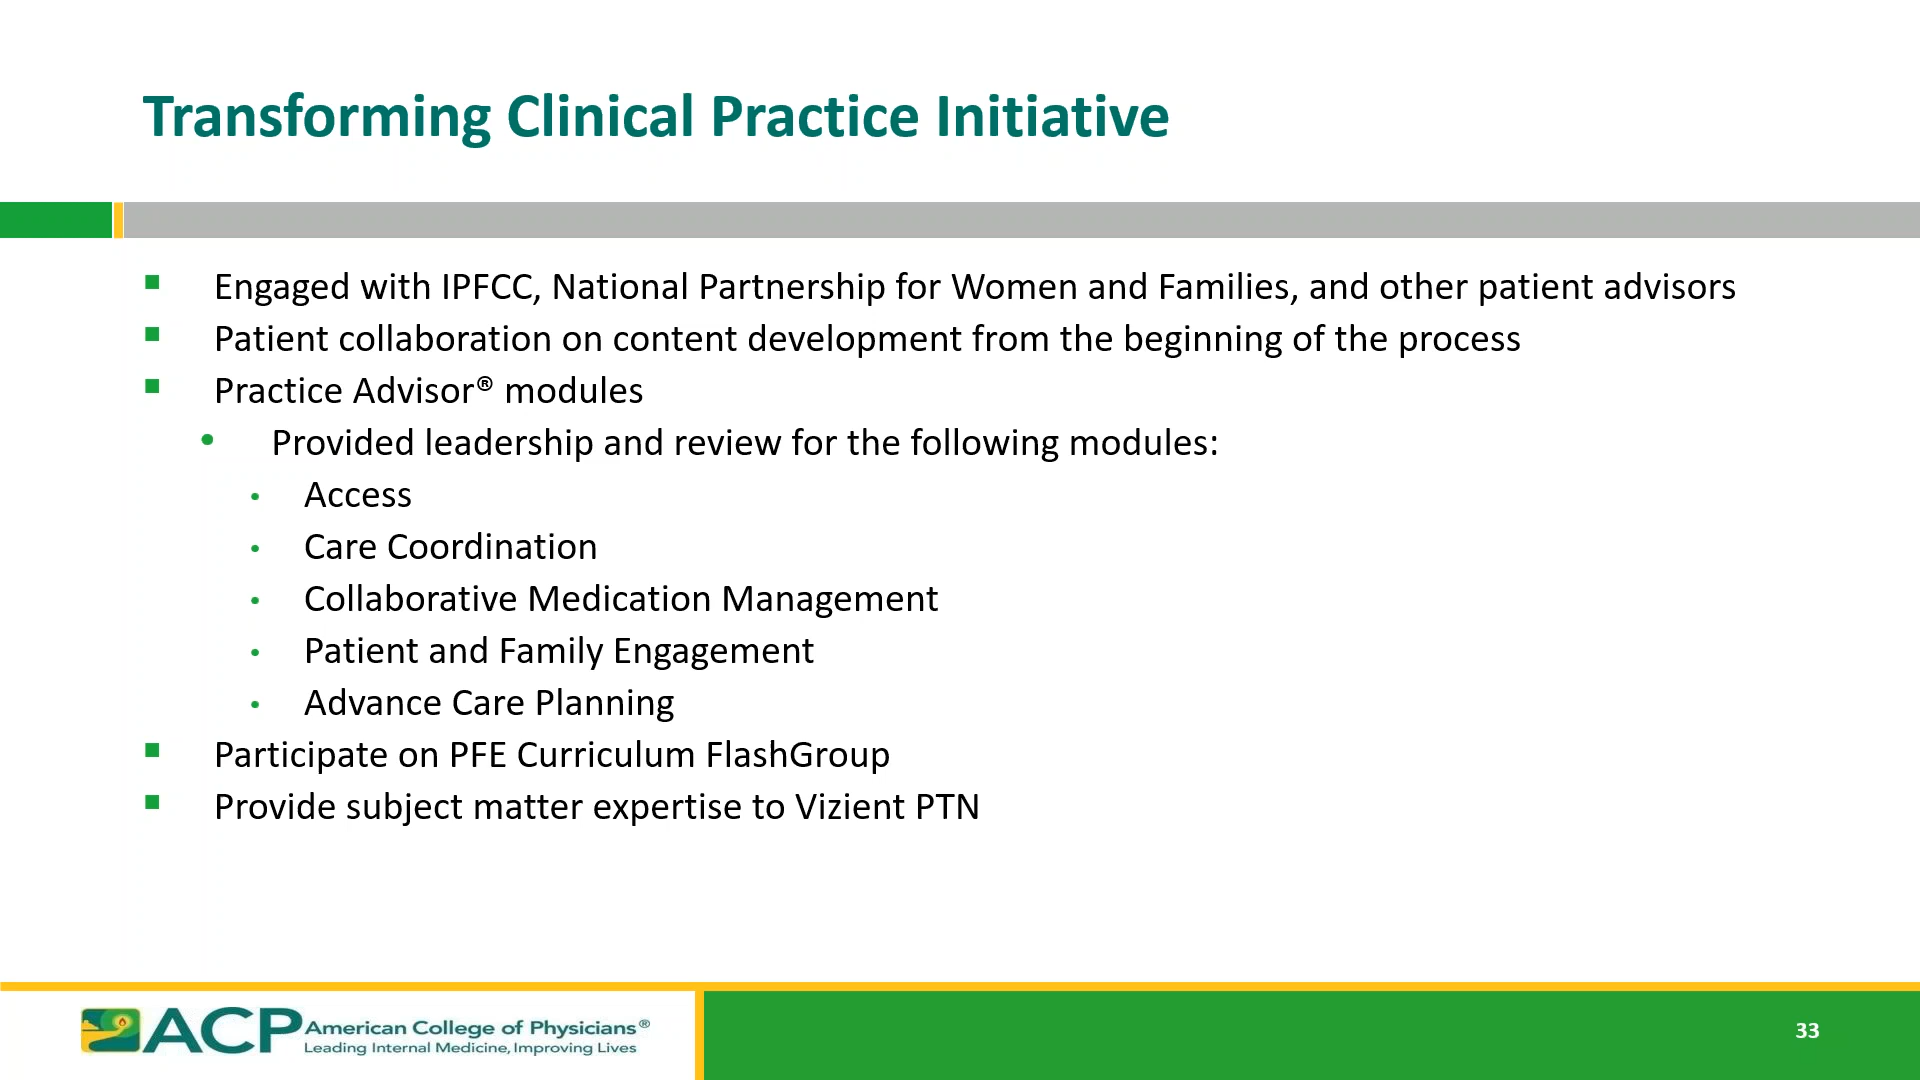 Transforming Clinical Practice Initiative
Engaged with IPFCC, National Partnership for Women and Families, and other patient advisors
Patient collaboration on content development from the beginning of the process
Practice Advisor® modules
Provided leadership and review for the following modules:
Access
Care Coordination
Collaborative Medication Management
Patient and Family Engagement
Advance Care Planning
Participate on PFE Curriculum FlashGroup
Provide subject matter expertise to Vizient PTN
ACP American College of Physicians®
Leading Internal Medicine, Improving Lives
33